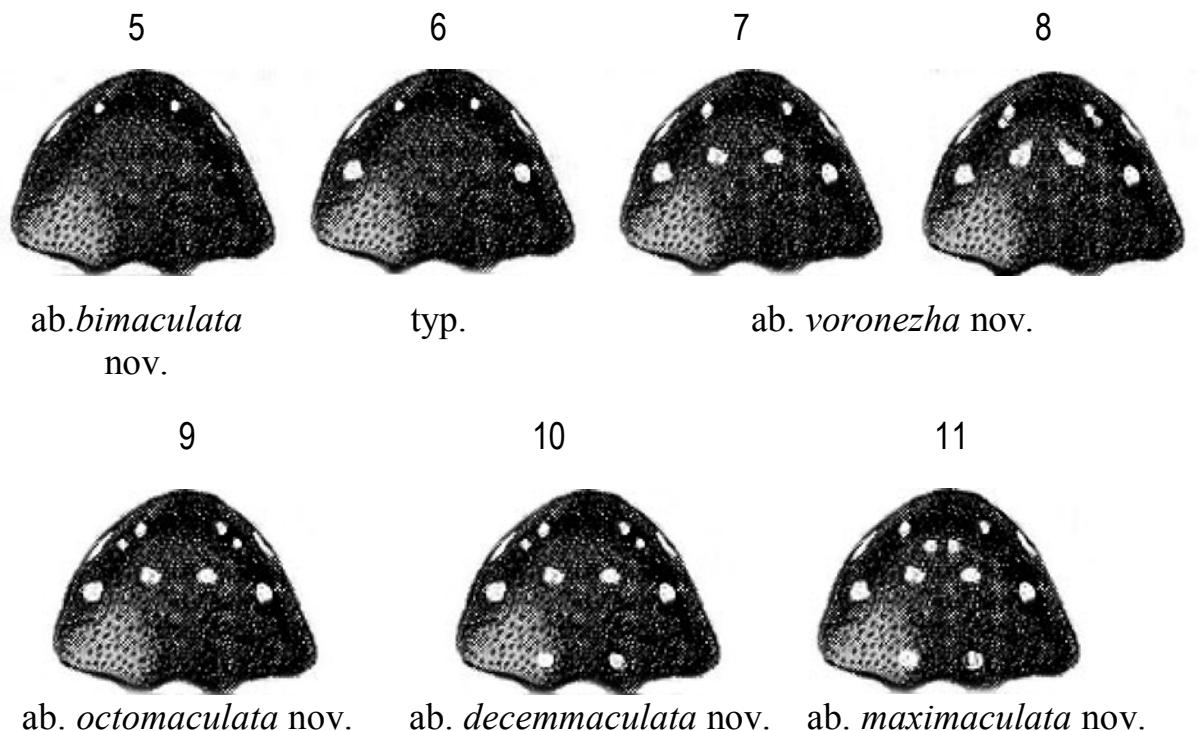 5 6 7 8
ab.bimaculata typ. ab. voronezha nov.
nov.
9 10 11
ab. octomaculata nov. ab. decemmaculata nov. ab. maximaculata nov.